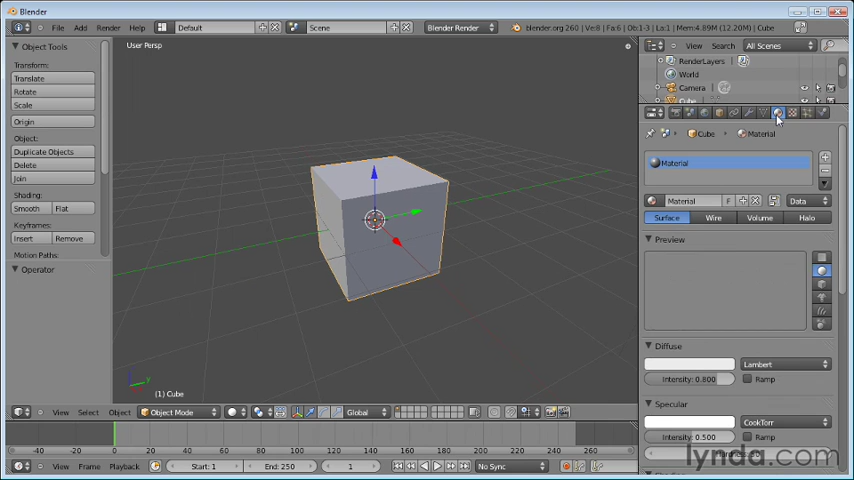 Blender
File Add Render Help Default Scene Blender Render blender.org 260 | Ve:8 | Fa:6 | Ob:1-3 | La:1 | Mem:4.89M (12.20M) | Cube
Object Tools
Transform:
Translate
Rotate
Scale
Origin
Object:
Duplicate Objects
Delete
Join
Shading:
Smooth Flat
Keyframes:
Insert Remove
Motion Paths:
Operator
User Persp
(1) Cube
View Select Object Object Mode Global
-40 -20 0 20 40 60 80 100 120 140 160 180 200 220 240 260
View Frame Playback Start: 1 End: 250 1 No Sync
View Search All Scenes
RenderLayers
World
Camera
Cube
Cube Material
Material
Material F Data
Surface Wire Volume Halo
Preview
Diffuse
Lambert
Intensity: 0.800 Ramp
Specular
CookTorr
Intensity: 0.500 Ramp
Hardness: 50
Shading
lynda.com